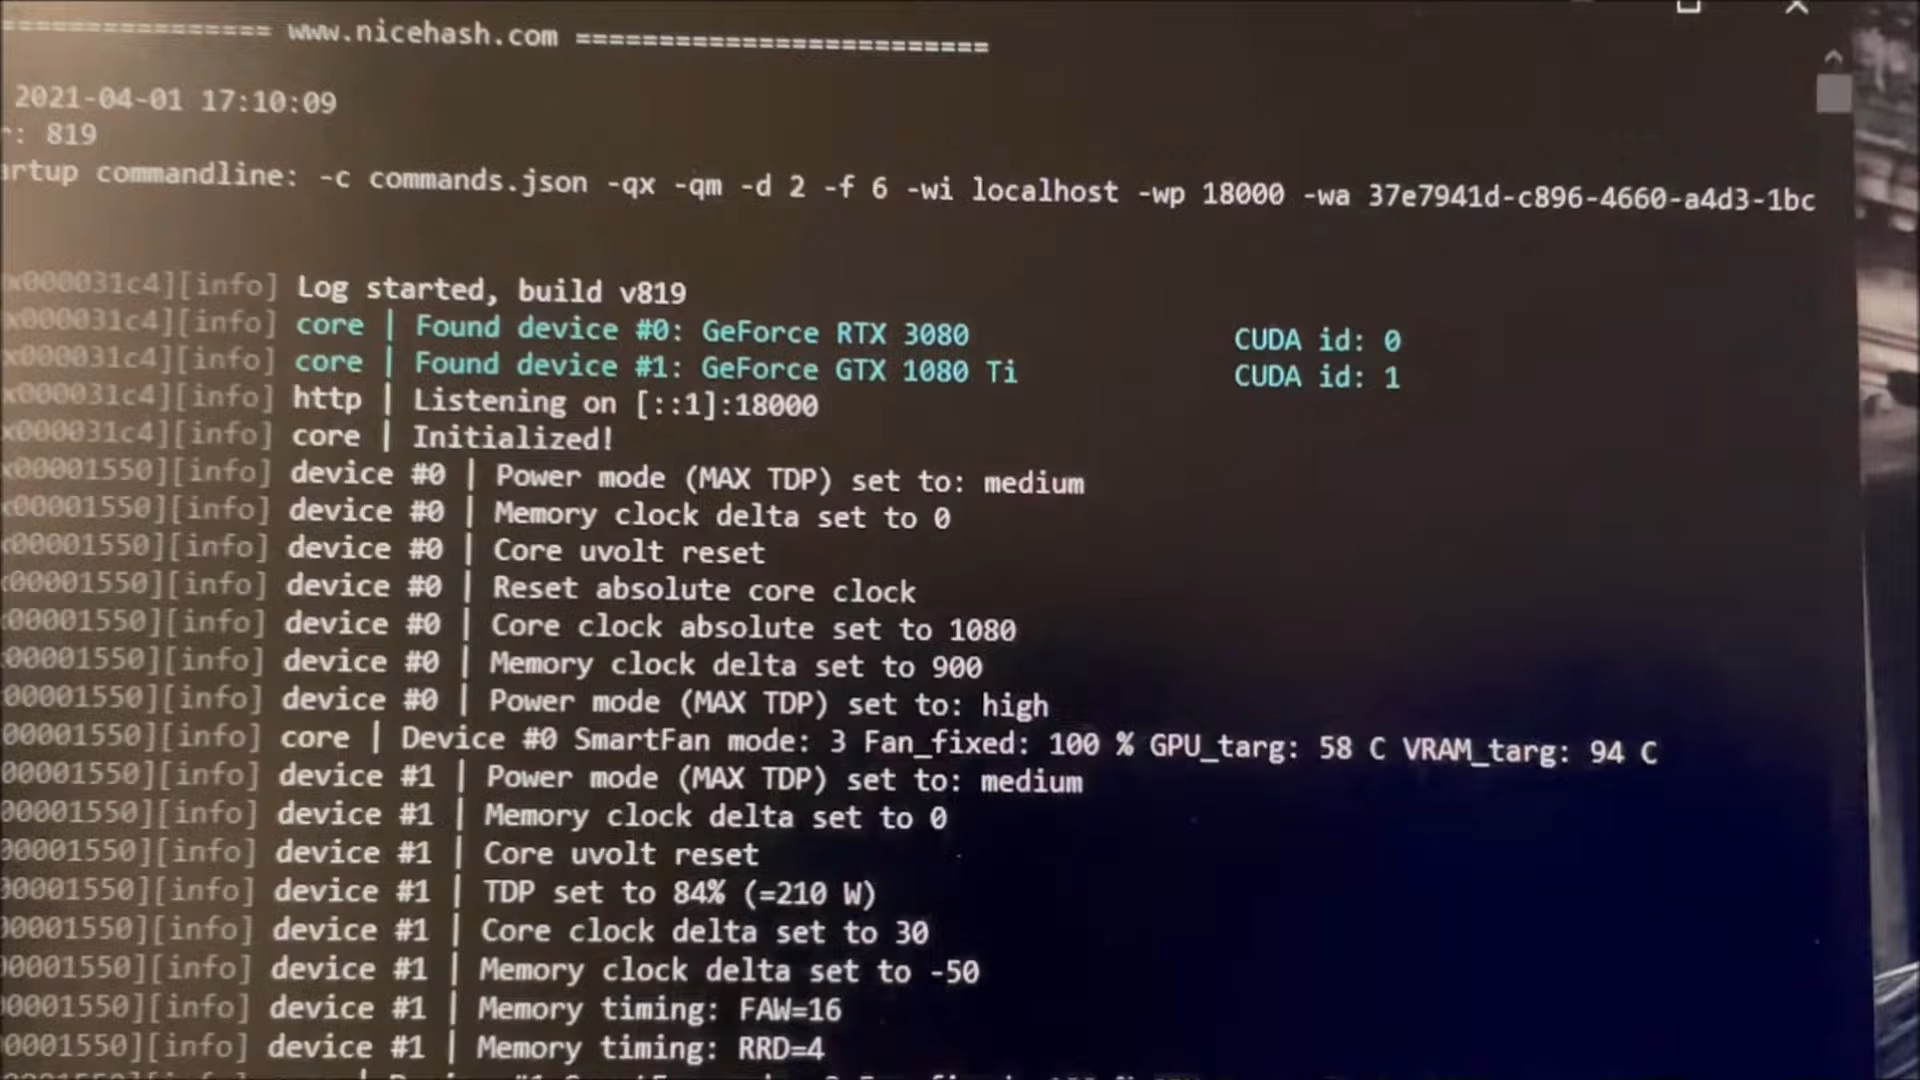 =============== www.nicehash.com =========================
2021-04-01 17:10:09
: 819
artup commandline: -c commands.json -qx -qm -d 2 -f 6 -wi localhost -wp 18000 -wa 37e7941d-c896-4660-a4d3-1bc
x000031c4][info] Log started, build v819
x000031c4][info] core | Found device #0: GeForce RTX 3080 CUDA id: 0
x000031c4][info] core | Found device #1: GeForce GTX 1080 Ti CUDA id: 1
x000031c4][info] http | Listening on [::1]:18000
x000031c4][info] core | Initialized!
x00001550][info] device #0 | Power mode (MAX TDP) set to: medium
x00001550][info] device #0 | Memory clock delta set to 0
x00001550][info] device #0 | Core uvolt reset
x00001550][info] device #0 | Reset absolute core clock
00001550][info] device #0 | Core clock absolute set to 1080
00001550][info] device #0 | Memory clock delta set to 900
00001550][info] device #0 | Power mode (MAX TDP) set to: high
00001550][info] core | Device #0 SmartFan mode: 3 Fan_fixed: 100 % GPU_targ: 58 C VRAM_targ: 94 C
00001550][info] device #1 | Power mode (MAX TDP) set to: medium
00001550][info] device #1 | Memory clock delta set to 0
00001550][info] device #1 | Core uvolt reset
00001550][info] device #1 | TDP set to 84% (=210 W)
00001550][info] device #1 | Core clock delta set to 30
00001550][info] device #1 | Memory clock delta set to -50
00001550][info] device #1 | Memory timing: FAW=16
00001550][info] device #1 | Memory timing: RRD=4